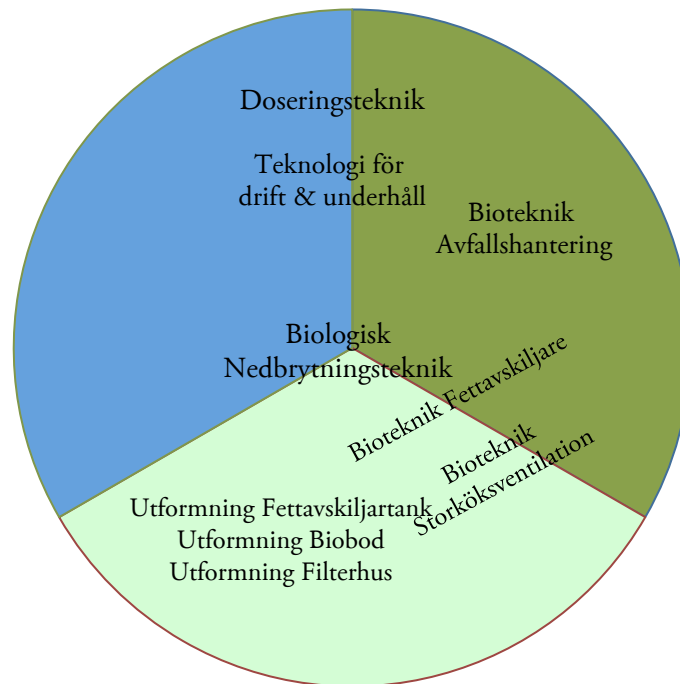 Doseringsteknik
Teknologi för
drift & underhåll
Bioteknik
Avfallshantering
Biologisk
Nedbrytningsteknik
Bioteknik Fettavskiljare
Bioteknik
Storköksventilation
Utformning Fettavskiljartank
Utformning Biobod
Utformning Filterhus